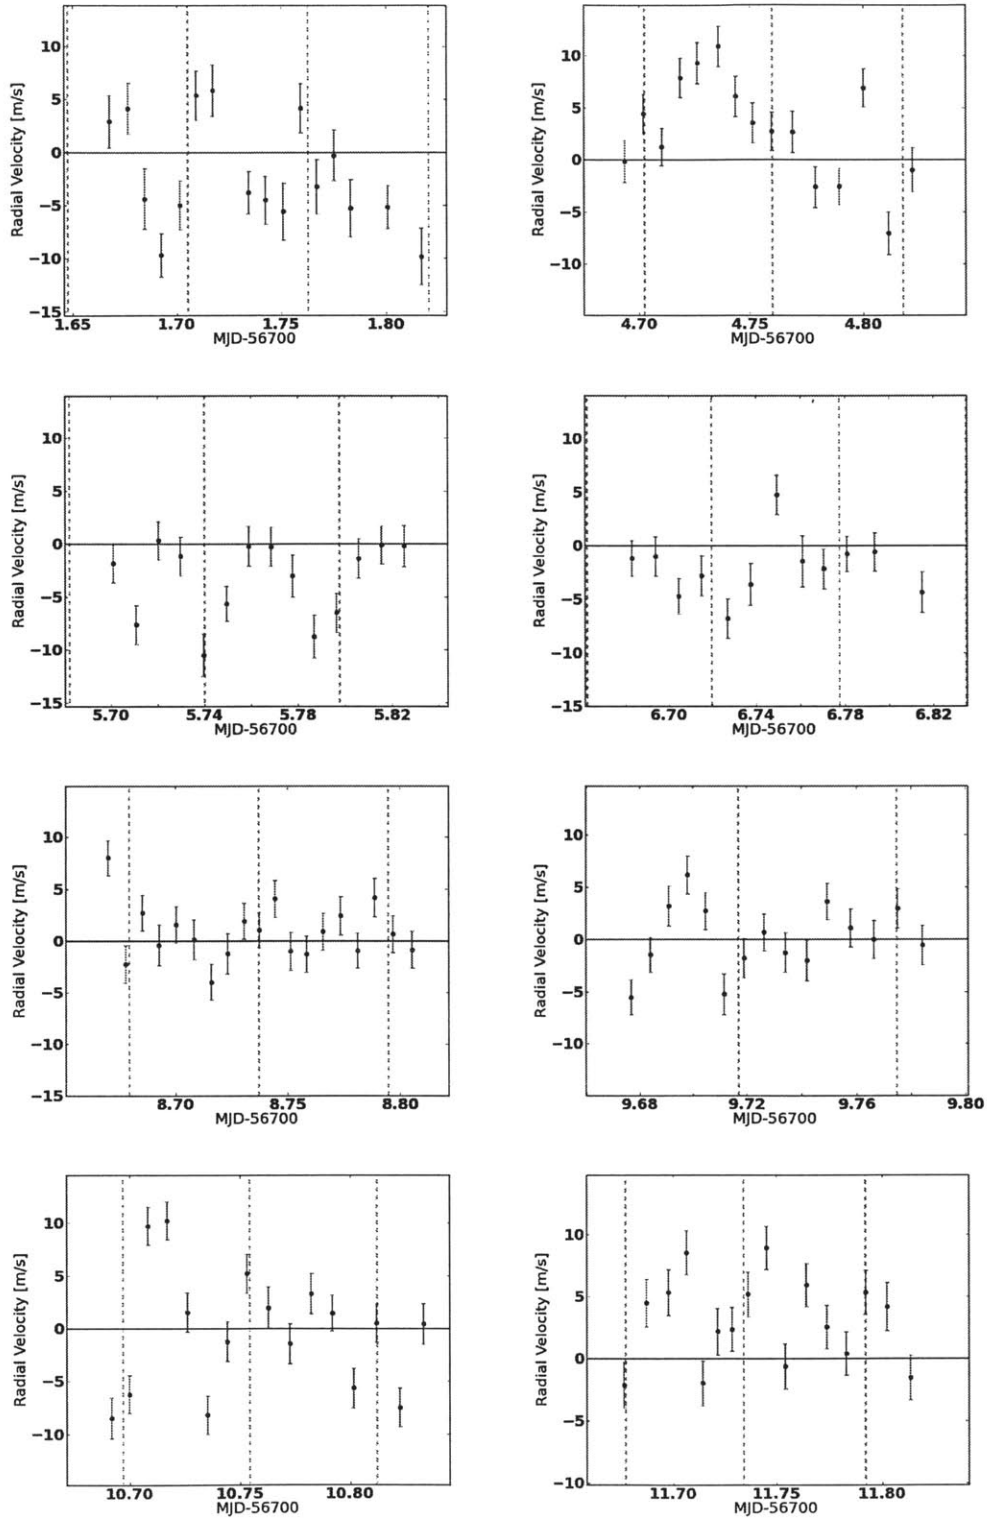 10
5
0
−5
−10
−15
Radial Velocity [m/s]
1.65 1.70 1.75 1.80
MJD-56700
10
5
0
−5
−10
Radial Velocity [m/s]
4.70 4.75 4.80
MJD-56700
10
5
0
−5
−10
−15
Radial Velocity [m/s]
5.70 5.74 5.78 5.82
MJD-56700
10
5
0
−5
−10
−15
Radial Velocity [m/s]
6.70 6.74 6.78 6.82
MJD-56700
10
5
0
−5
−10
−15
Radial Velocity [m/s]
8.70 8.75 8.80
MJD-56700
10
5
0
−5
−10
Radial Velocity [m/s]
9.68 9.72 9.76 9.80
MJD-56700
10
5
0
−5
−10
Radial Velocity [m/s]
10.70 10.75 10.80
MJD-56700
10
5
0
−5
−10
Radial Velocity [m/s]
11.70 11.75 11.80
MJD-56700